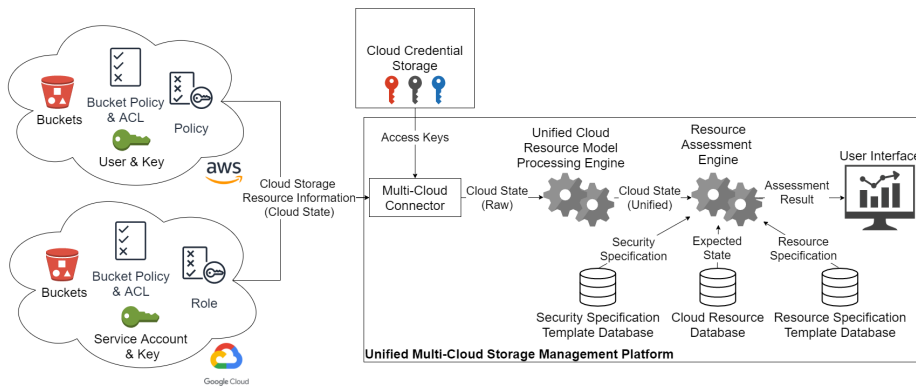 Buckets
Bucket Policy
& ACL
Policy
User & Key
aws
Buckets
Bucket Policy
& ACL
Role
Service Account
& Key
Google Cloud
Cloud Storage
Resource Information
(Cloud State)
Cloud Credential
Storage
Access Keys
Multi-Cloud
Connector
Cloud State
(Raw)
Unified Cloud
Resource Model
Processing Engine
Cloud State
(Unified)
Resource
Assessment
Engine
Assessment
Result
User Interface
Security
Specification
Expected
State
Resource
Specification
Security Specification
Template Database
Cloud Resource
Database
Resource Specification
Template Database
Unified Multi-Cloud Storage Management Platform